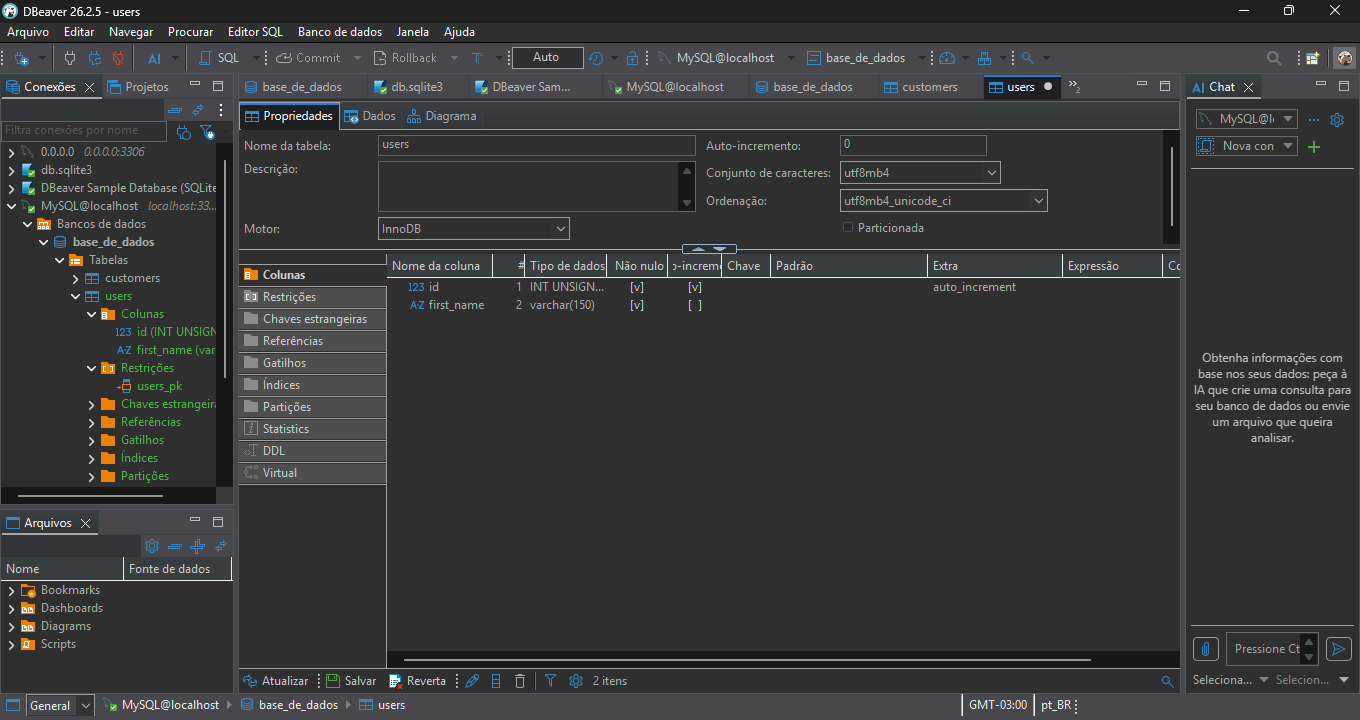 DBeaver 26.2.5 - users
Arquivo Editar Navegar Procurar Editor SQL Banco de dados Janela Ajuda
AI SQL Commit Rollback T Auto MySQL@localhost base_de_dados
Conexões Projetos
base_de_dados db.sqlite3 DBeaver Sam... MySQL@localhost base_de_dados customers users »2
AI Chat
Propriedades Dados Diagrama
Filtra conexões por nome
0.0.0.0 0.0.0.0:3306
db.sqlite3
DBeaver Sample Database (SQLite
MySQL@localhost localhost:33...
Bancos de dados
base_de_dados
Tabelas
customers
users
Colunas
123 id (INT UNSIGN
A-Z first_name (var
Restrições
users_pk
Chaves estrangeira
Referências
Gatilhos
Índices
Partições
Nome da tabela: users
Descrição:
Motor: InnoDB
Auto-incremento: 0
Conjunto de caracteres: utf8mb4
Ordenação: utf8mb4_unicode_ci
Particionada
Colunas
Restrições
Chaves estrangeiras
Referências
Gatilhos
Índices
Partições
Statistics
DDL
Virtual
Nome da coluna # Tipo de dados Não nulo o-increme Chave Padrão Extra Expressão Co
123 id 1 INT UNSIGN... [v] [v] auto_increment
A-Z first_name 2 varchar(150) [v] [ ]
MySQL@l
Nova con
Obtenha informações com
base nos seus dados: peça à
IA que crie uma consulta para
seu banco de dados ou envie
um arquivo que queira
analisar.
Pressione Ct
Seleciona... Selecion...
Arquivos
Nome Fonte de dados
Bookmarks
Dashboards
Diagrams
Scripts
Atualizar Salvar Reverta 2 itens
General MySQL@localhost base_de_dados users
GMT-03:00 pt_BR